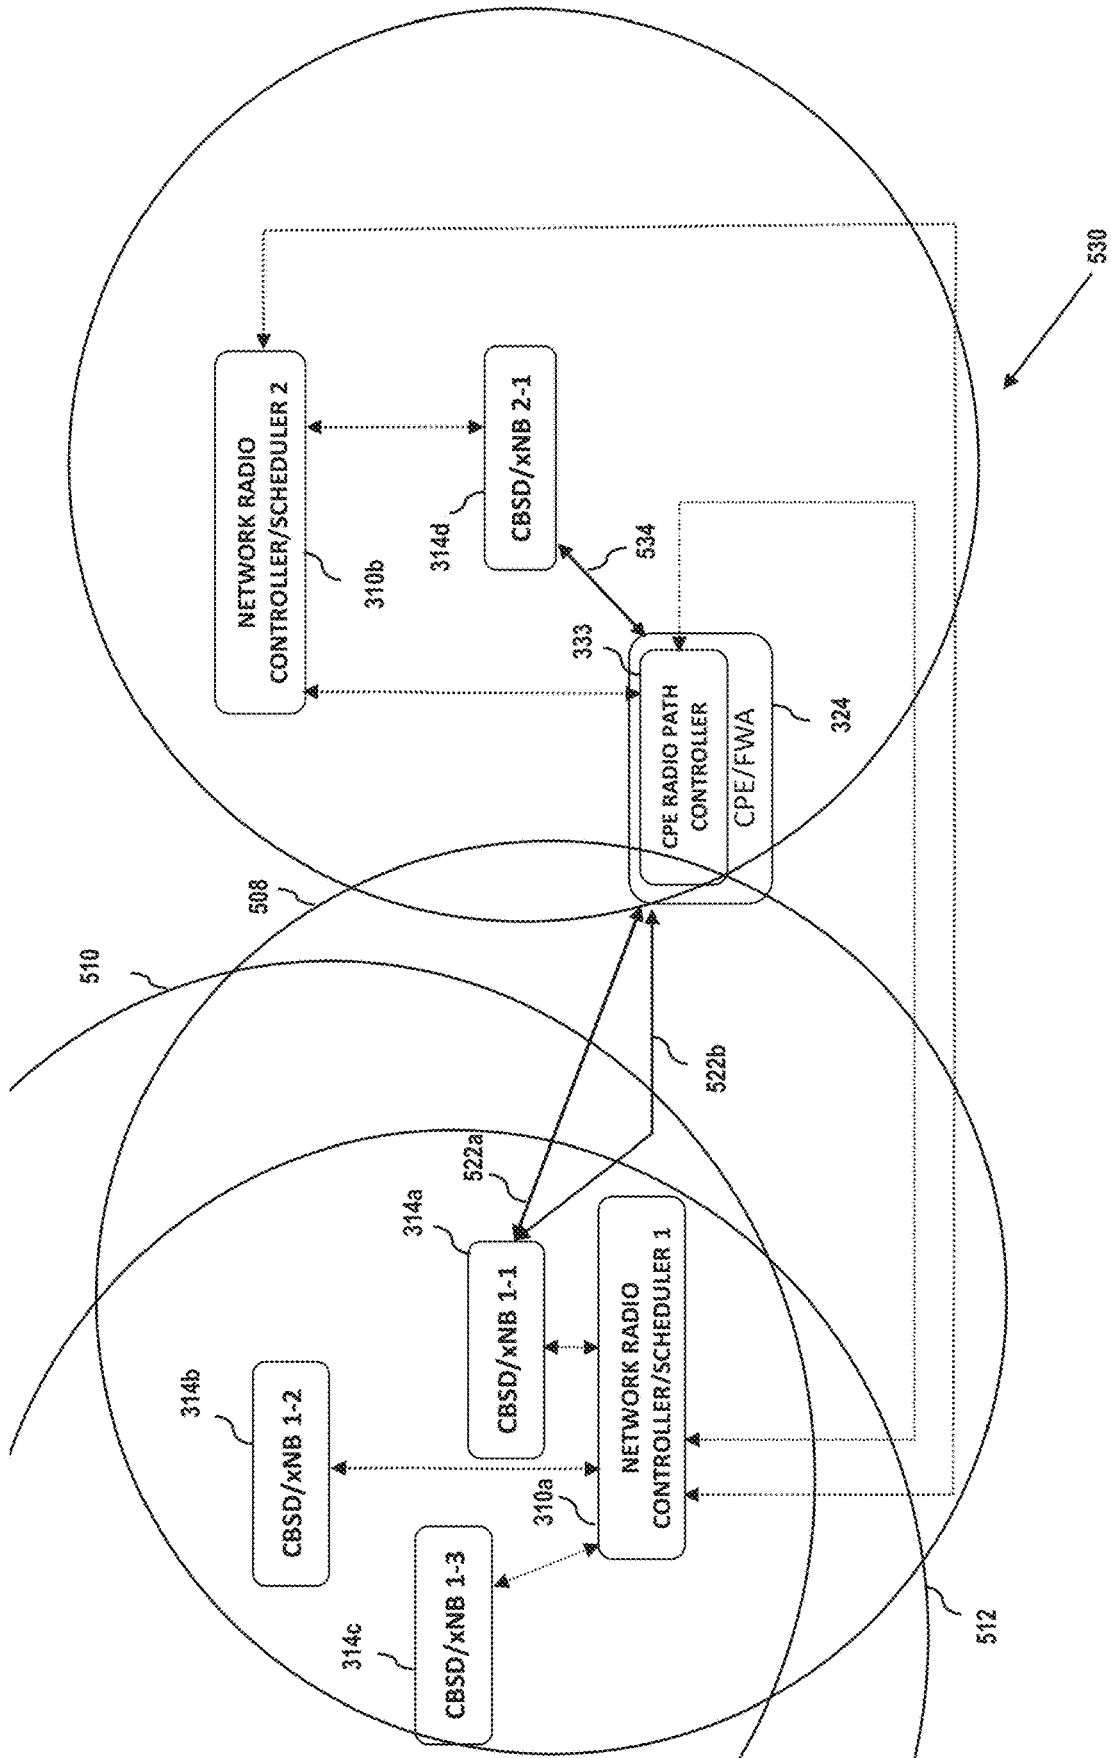 510
508
314b
CBSD/xNB 1-2
314c
CBSD/xNB 1-3
314a
CBSD/xNB 1-1
522a
522b
310a
NETWORK RADIO
CONTROLLER/SCHEDULER 1
512
NETWORK RADIO
CONTROLLER/SCHEDULER 2
310b
314d
CBSD/xNB 2-1
534
333
CPE RADIO PATH
CONTROLLER
CPE/FWA
324
530